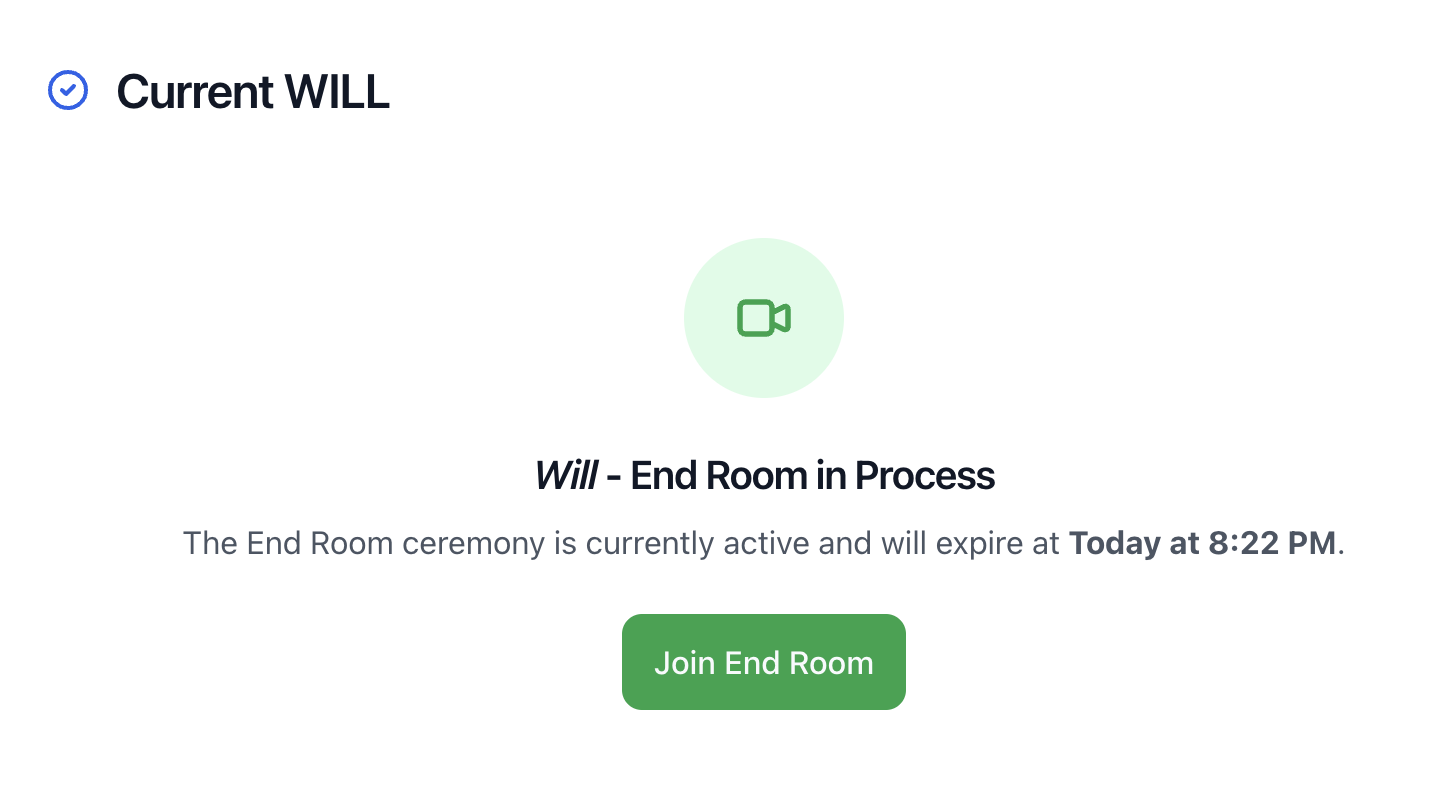 Current WILL
Will - End Room in Process
The End Room ceremony is currently active and will expire at Today at 8:22 PM.
Join End Room